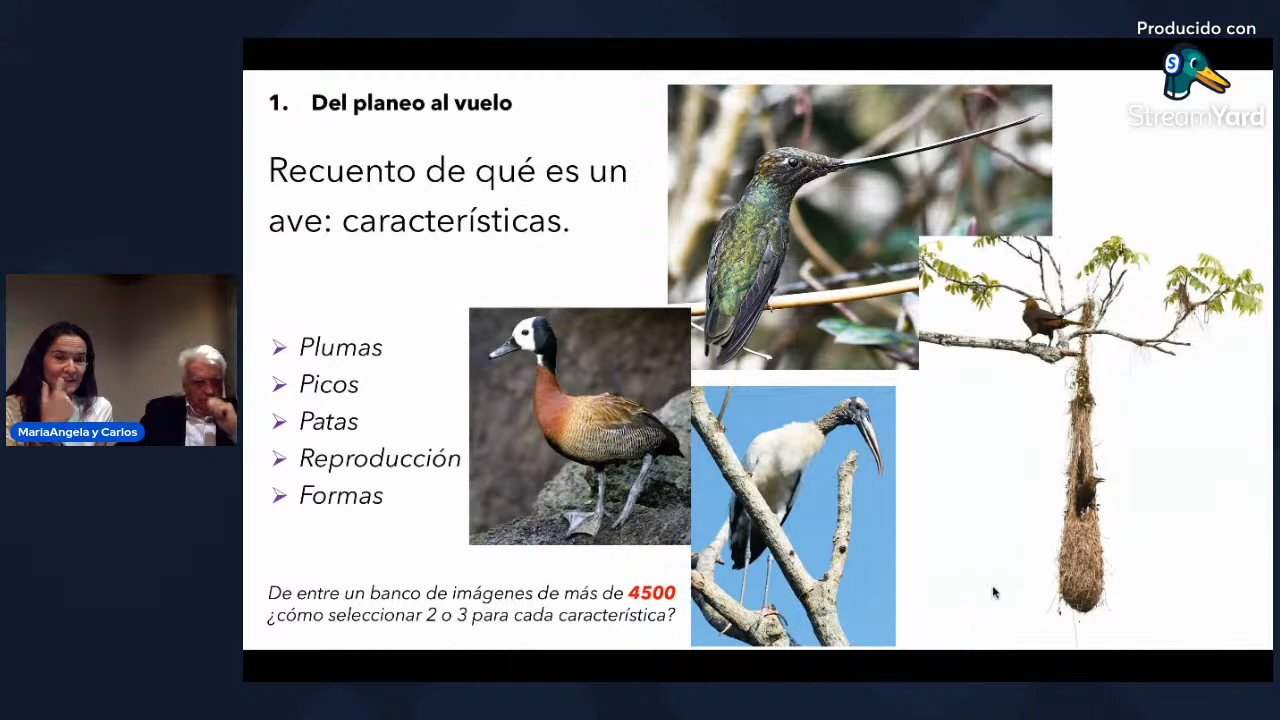 Producido con
S
StreamYard
1. Del planeo al vuelo
Recuento de qué es un
ave: características.
➢ Plumas
➢ Picos
➢ Patas
➢ Reproducción
➢ Formas
De entre un banco de imágenes de más de 4500
¿cómo seleccionar 2 o 3 para cada característica?
MariaAngela y Carlos